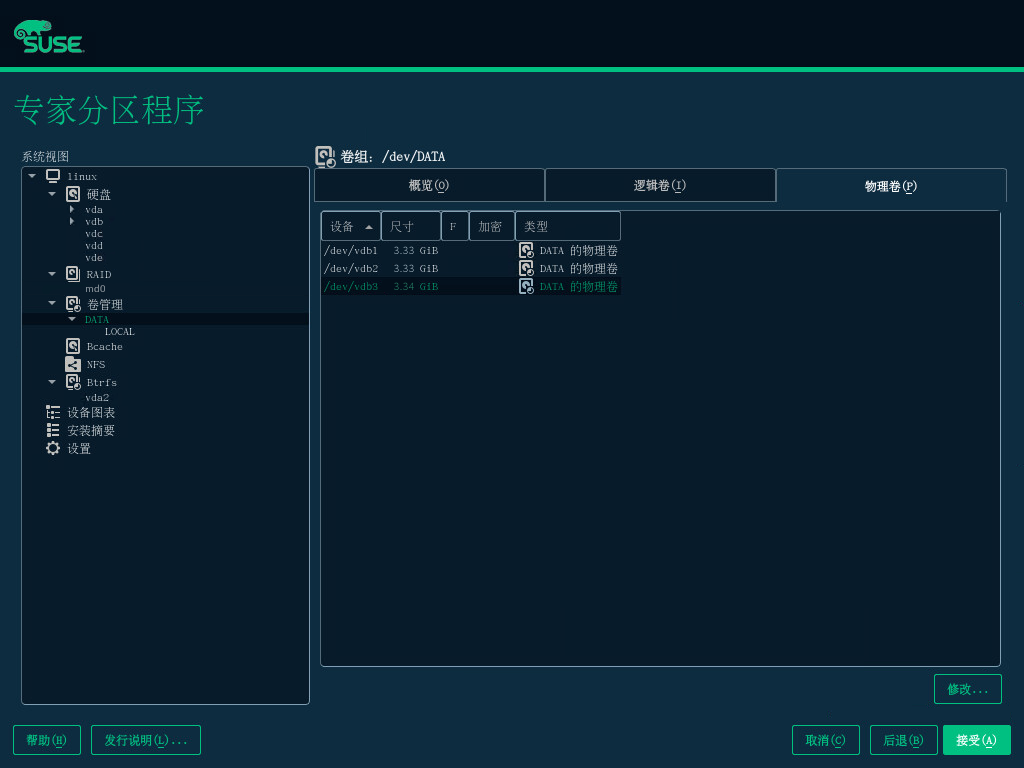 SUSE
专家分区程序
系统视图
linux
硬盘
vda
vdb
vdc
vdd
vde
RAID
md0
卷管理
DATA
LOCAL
Bcache
NFS
Btrfs
vda2
设备图表
安装摘要
设置
卷组: /dev/DATA
概览(O) 逻辑卷(I) 物理卷(P)
设备 尺寸 F 加密 类型
/dev/vdb1 3.33 GiB DATA 的物理卷
/dev/vdb2 3.33 GiB DATA 的物理卷
/dev/vdb3 3.34 GiB DATA 的物理卷
修改...
帮助(H) 发行说明(L)... 取消(C) 后退(B) 接受(A)